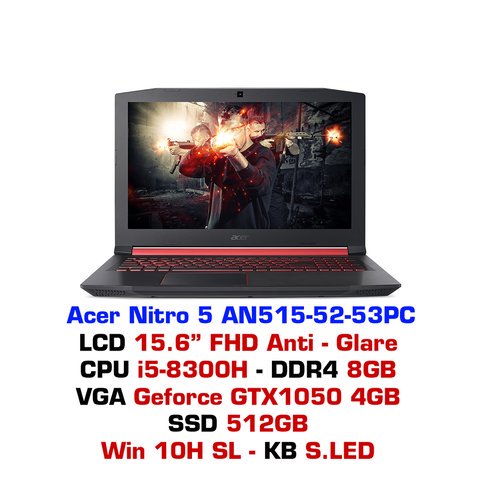 acer
Acer Nitro 5 AN515-52-53PC
LCD 15.6” FHD Anti - Glare
CPU i5-8300H - DDR4 8GB
VGA Geforce GTX1050 4GB
SSD 512GB
Win 10H SL - KB S.LED